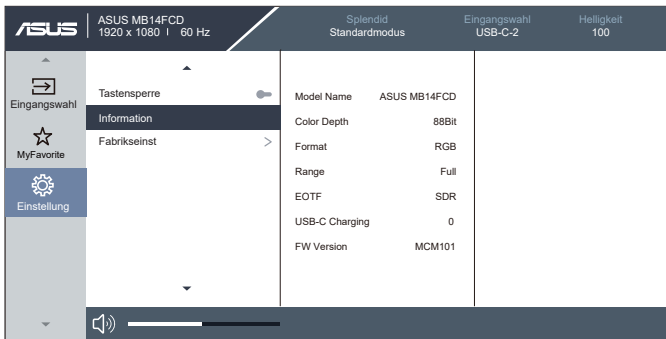 ASUS
ASUS MB14FCD
1920 x 1080 I 60 Hz
Splendid
Standardmodus
Eingangswahl
USB-C-2
Helligkeit
100
Eingangswahl
MyFavorite
Einstellung
Tastensperre
Information
Fabrikseinst >
Model Name ASUS MB14FCD
Color Depth 88Bit
Format RGB
Range Full
EOTF SDR
USB-C Charging 0
FW Version MCM101